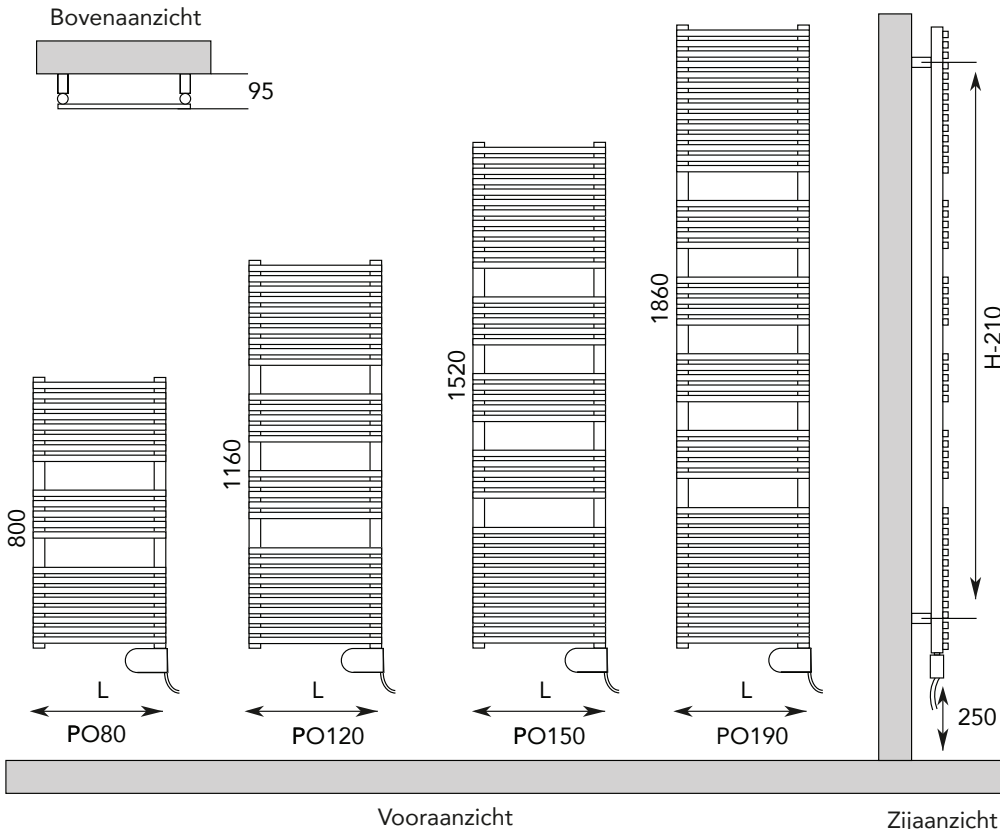 Bovenaanzicht
95
800
1160
1520
1860
H-210
L
L
L
L
PO80
PO120
PO150
PO190
250
Vooraanzicht
Zijaanzicht